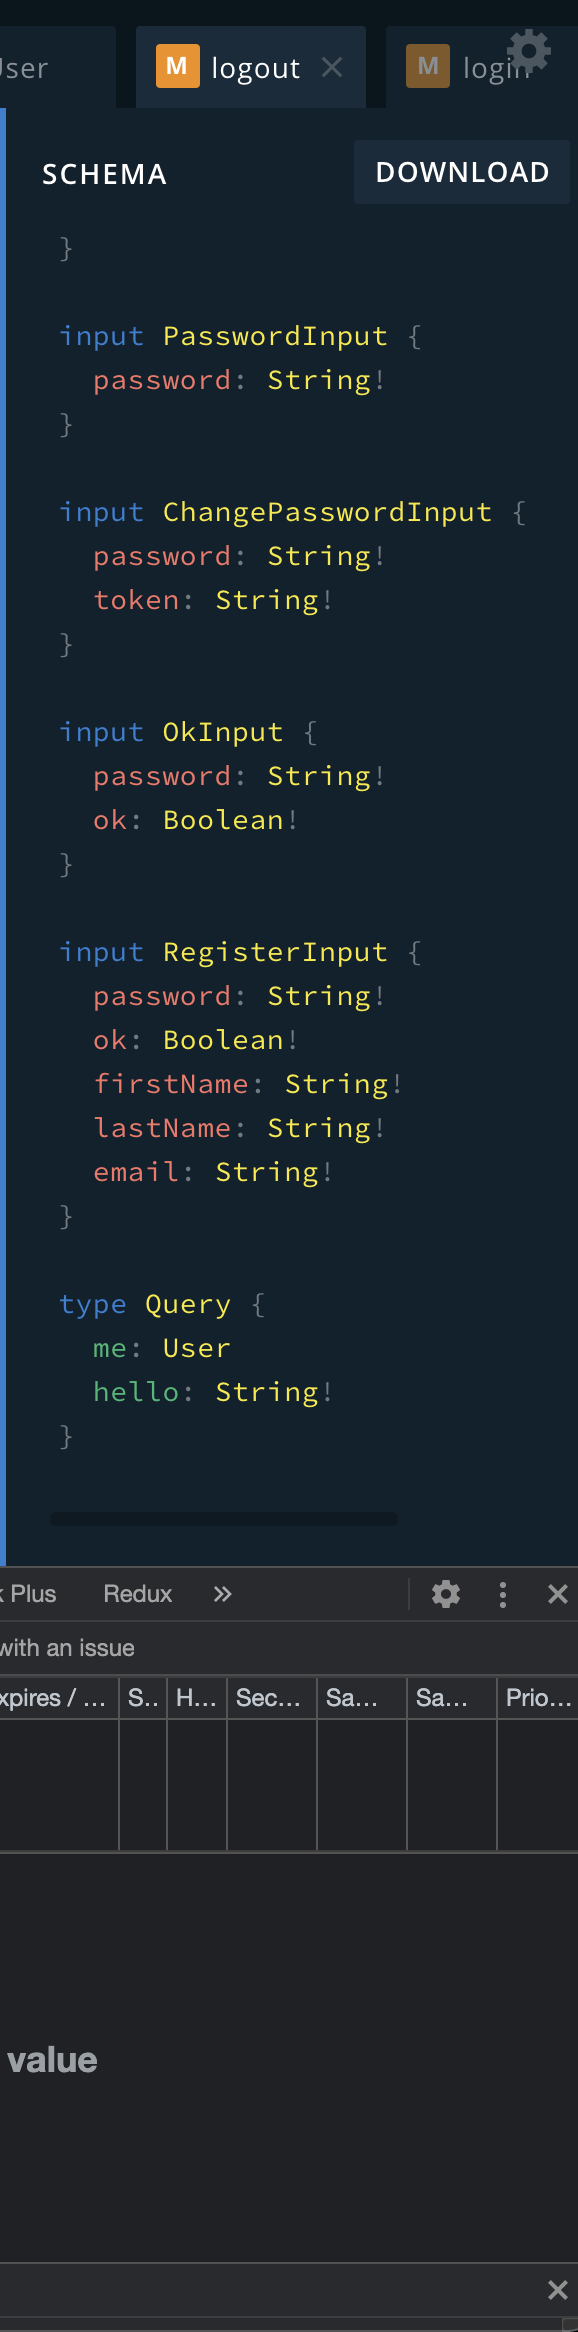 User
M logout
M login
SCHEMA
DOWNLOAD
}
input PasswordInput {
password: String!
}
input ChangePasswordInput {
password: String!
token: String!
}
input OkInput {
password: String!
ok: Boolean!
}
input RegisterInput {
password: String!
ok: Boolean!
firstName: String!
lastName: String!
email: String!
}
type Query {
me: User
hello: String!
}
k Plus Redux »
with an issue
xpires / ... S.. H... Sec... Sa... Sa... Prio...
value